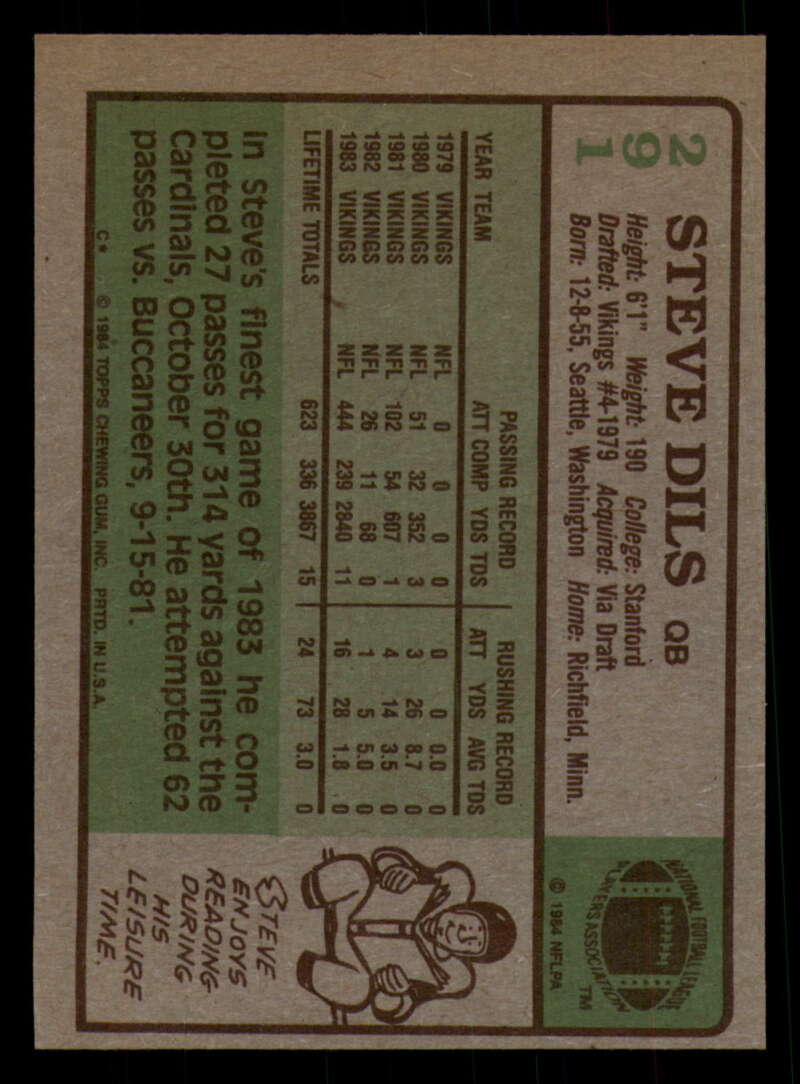 291
STEVE DILS QB
Height: 6'1" Weight: 190 College: Stanford
Drafted: Vikings #4-1979 Acquired: Via Draft
Born: 12-8-55, Seattle, Washington Home: Richfield, Minn.
NATIONAL FOOTBALL LEAGUE
PLAYERS ASSOCIATION
TM
© 1984 NFLPA
PASSING RECORD RUSHING RECORD
YEAR TEAM ATT COMP YDS TDS ATT YDS AVG TDS
1979 VIKINGS NFL 0 0 0 0 0 0 0.0 0
1980 VIKINGS NFL 51 32 352 3 3 26 8.7 0
1981 VIKINGS NFL 102 54 607 1 4 14 3.5 0
1982 VIKINGS NFL 26 11 68 0 1 5 5.0 0
1983 VIKINGS NFL 444 239 2840 11 16 28 1.8 0
LIFETIME TOTALS 623 336 3867 15 24 73 3.0 0
In Steve's finest game of 1983 he com-
pleted 27 passes for 314 yards against the
Cardinals, October 30th. He attempted 62
passes vs. Buccaneers, 9-15-81.
C* © 1984 TOPPS CHEWING GUM, INC. PRTD. IN U.S.A.
STEVE
ENJOYS
READING
DURING
HIS
LEISURE
TIME.